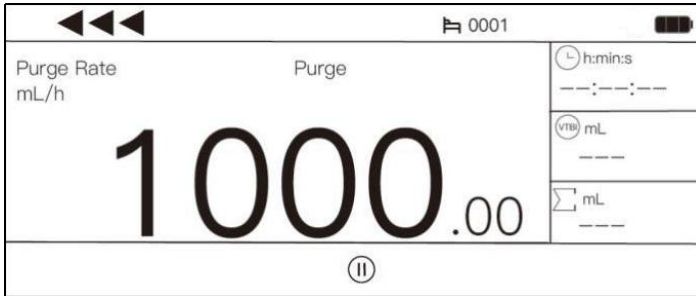 0001
Purge Rate
mL/h
Purge
1000.00
h:min:s
--:--:--
VTBI mL
---
mL
---